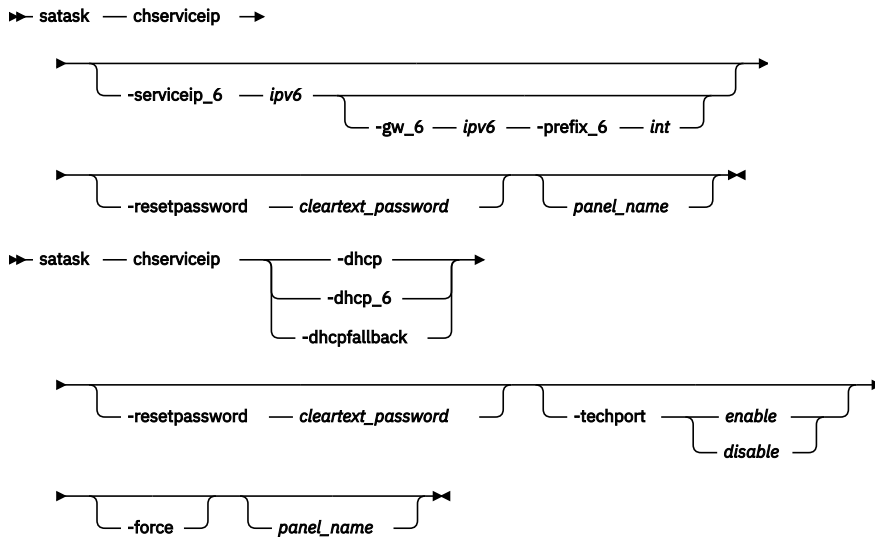 satask chserviceip
-serviceip_6 ipv6
-gw_6 ipv6 -prefix_6 int
-resetpassword cleartext_password panel_name
satask chserviceip -dhcp
-dhcp_6
-dhcpfallback
-resetpassword cleartext_password -techport enable
disable
-force panel_name